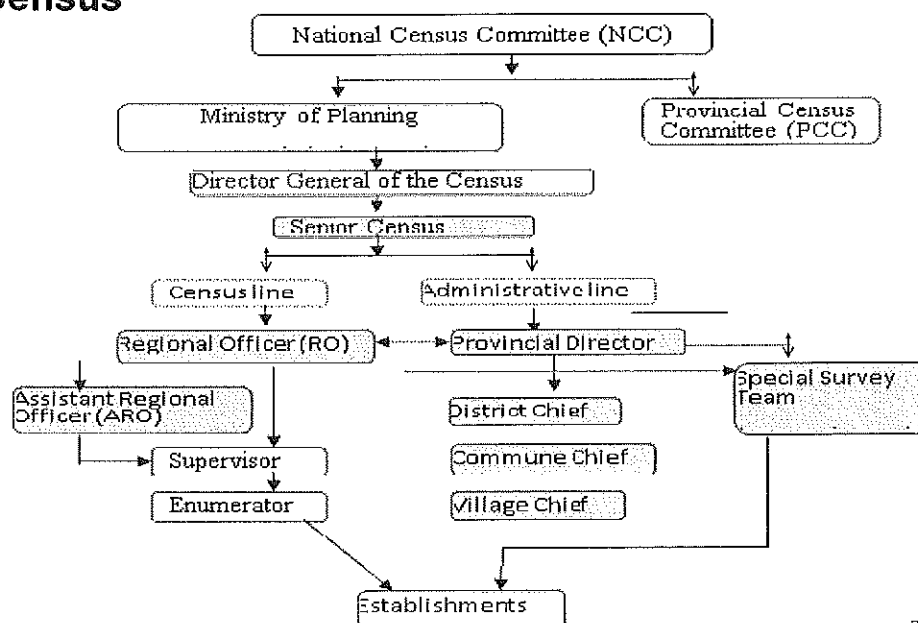 National Census Committee (NCC)
Ministry of Planning
Provincial Census
Committee (PCC)
Director General of the Census
Senior Census
Census line
Administrative line
Regional Officer (RO)
Provincial Director
Assistant Regional
Officer (ARO)
Special Survey
Team
District Chief
Supervisor
Commune Chief
Enumerator
Village Chief
Establishments